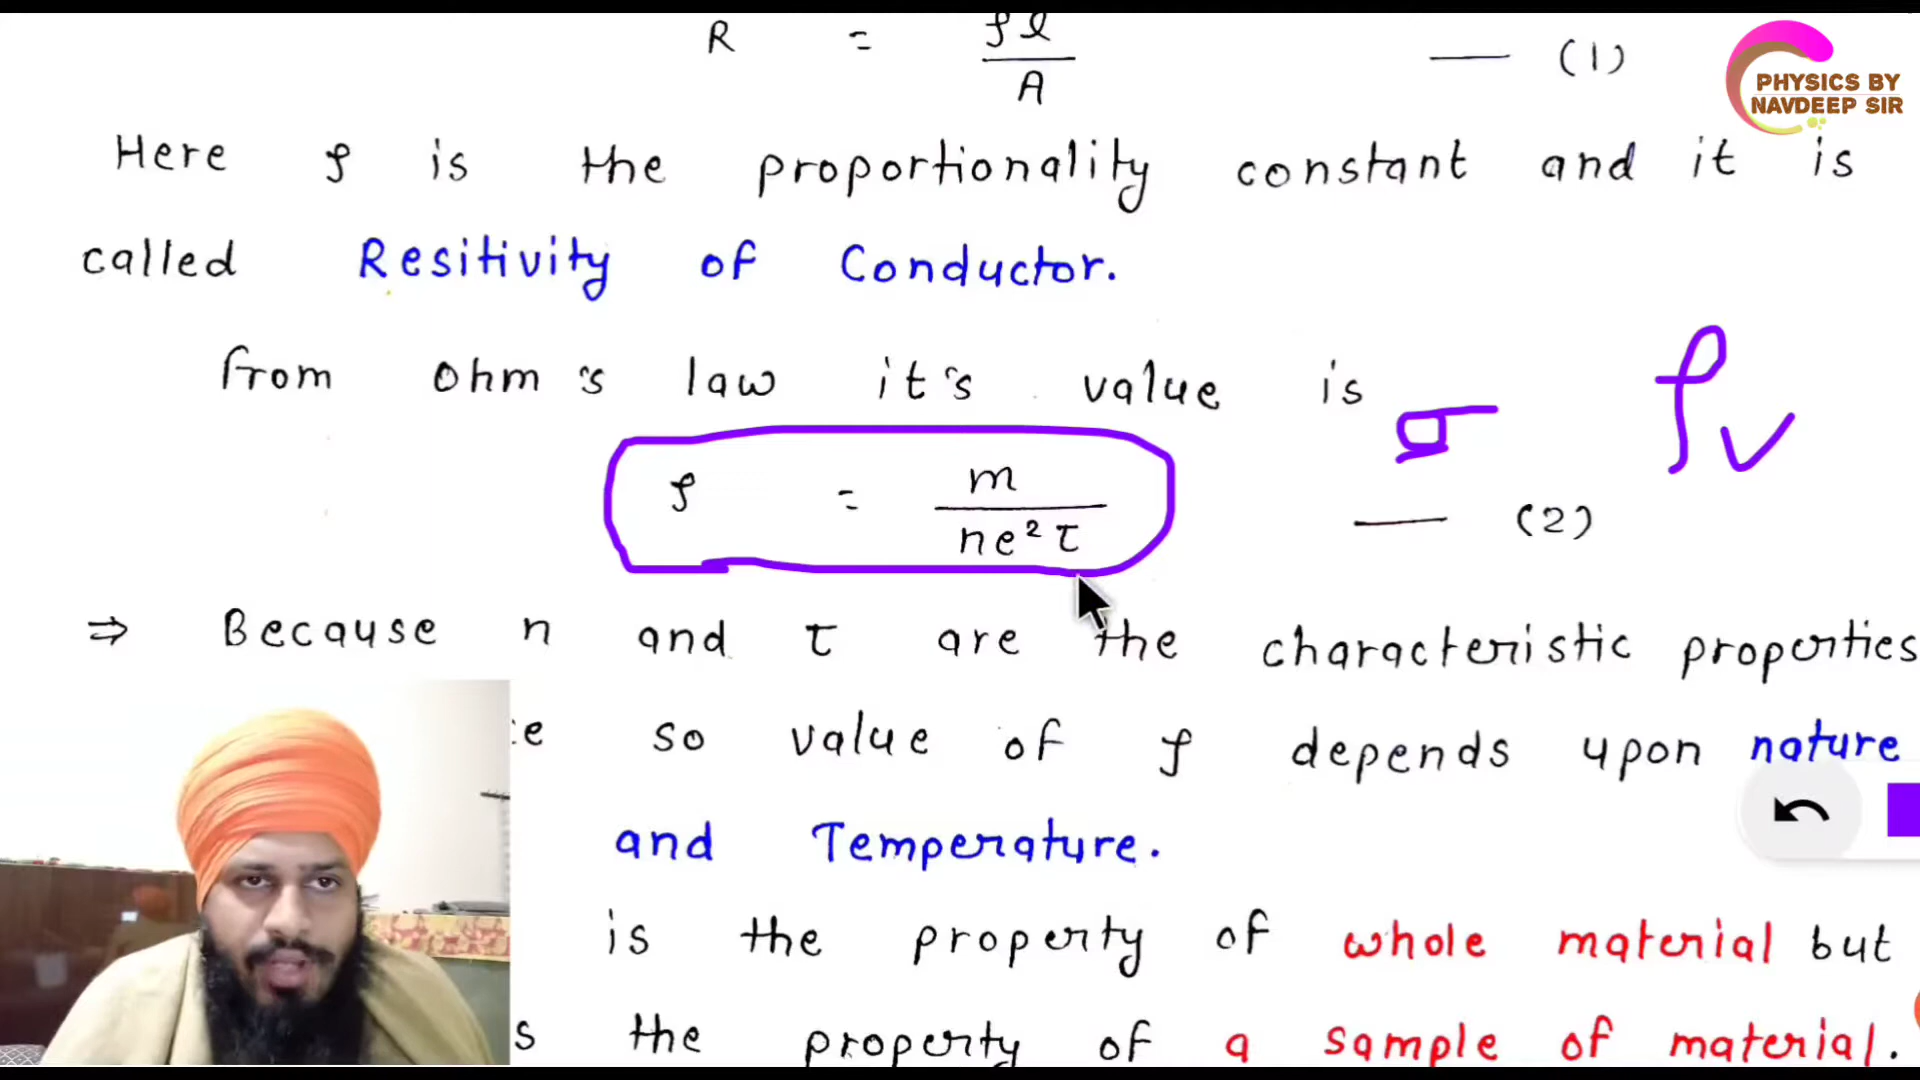 R = ρl/A — (1)
PHYSICS BY
NAVDEEP SIR
Here ρ is the proportionality constant and it is
called Resitivity of Conductor.
from ohm's law it's value is
σ ρv
ρ = m/ne²τ — (2)
⇒ Because n and τ are the characteristic properties
so value of ρ depends upon nature
and Temperature.
is the property of whole material but
the property of a sample of material.